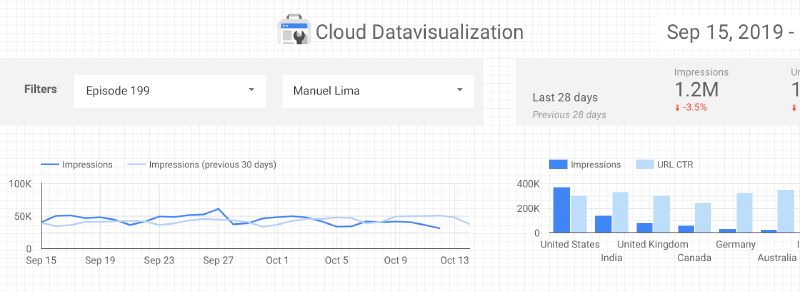 Cloud Datavisualization
Sep 15, 2019 -
Filters
Episode 199
Manuel Lima
Last 28 days
Previous 28 days
Impressions
1.2M
-3.5%
Impressions
Impressions (previous 30 days)
100K
50K
0
Sep 15
Sep 19
Sep 23
Sep 27
Oct 1
Oct 5
Oct 9
Oct 13
Impressions
URL CTR
400K
200K
0
United States
India
United Kingdom
Canada
Germany
Australia